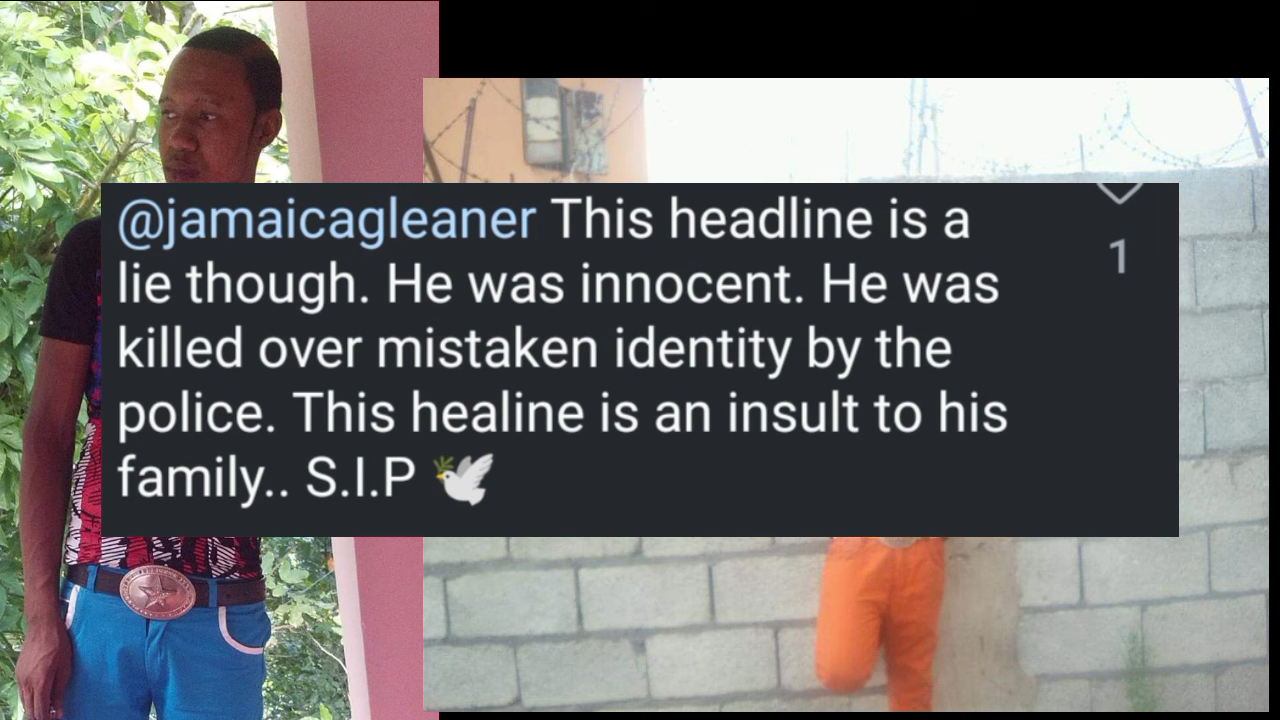 @jamaicagleaner This headline is a
1
lie though. He was innocent. He was
killed over mistaken identity by the
police. This healine is an insult to his
family.. S.I.P 🕊️